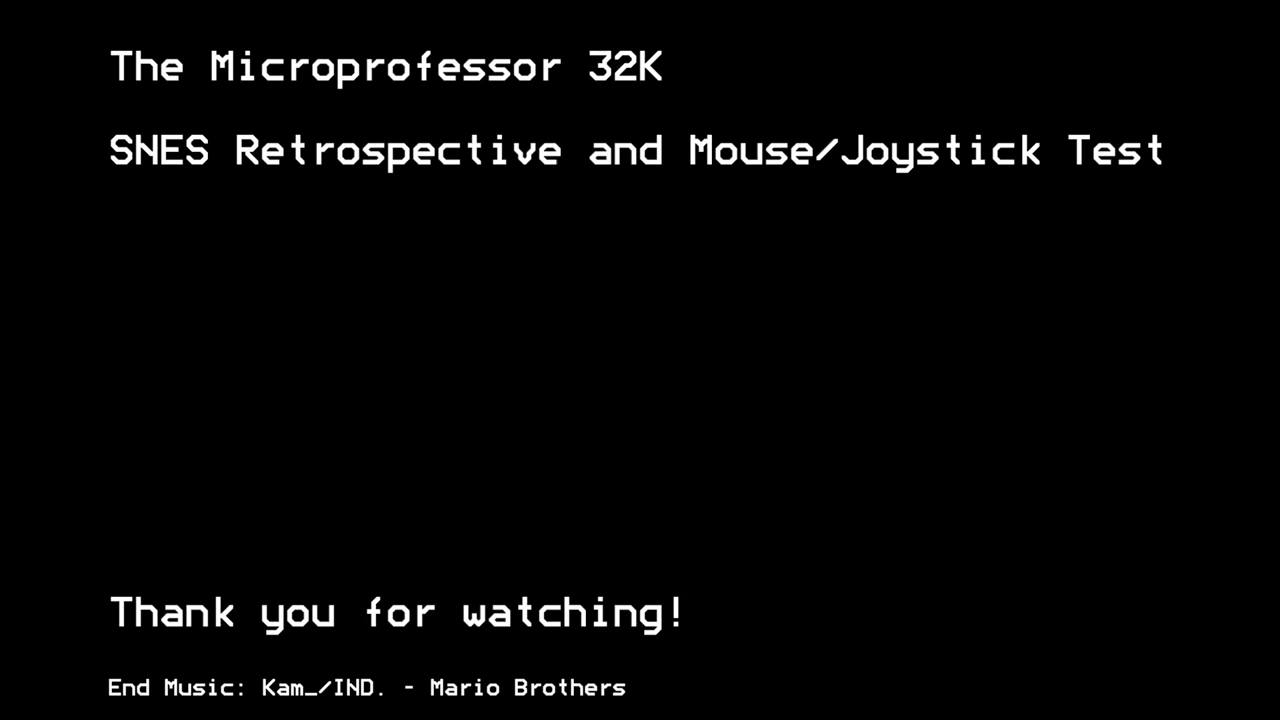 The Microprofessor 32K
SNES Retrospective and Mouse/Joystick Test
Thank you for watching!
End Music: Kam_/IND. - Mario Brothers